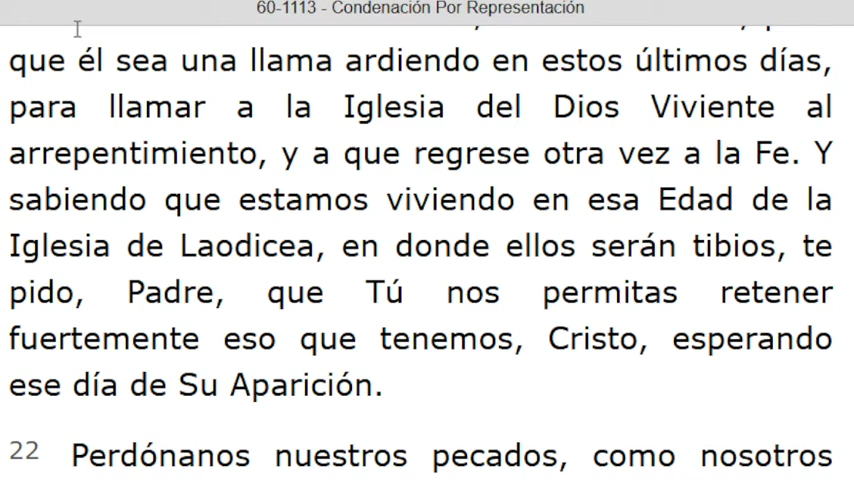 60-1113 - Condenación Por Representación
que él sea una llama ardiendo en estos últimos días,
para llamar a la Iglesia del Dios Viviente al
arrepentimiento, y a que regrese otra vez a la Fe. Y
sabiendo que estamos viviendo en esa Edad de la
Iglesia de Laodicea, en donde ellos serán tibios, te
pido, Padre, que Tú nos permitas retener
fuertemente eso que tenemos, Cristo, esperando
ese día de Su Aparición.
22 Perdónanos nuestros pecados, como nosotros